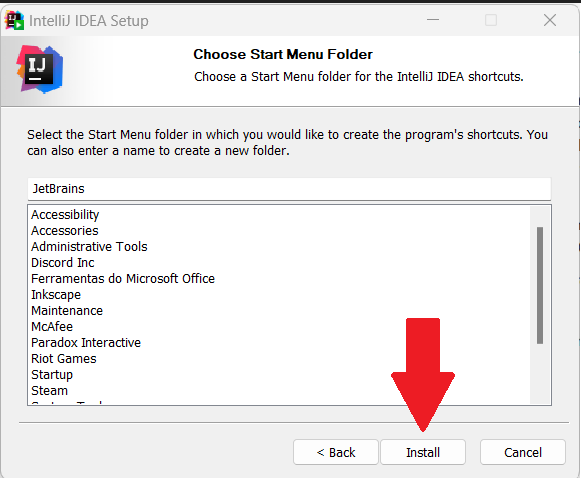 IntelliJ IDEA Setup
IJ
Choose Start Menu Folder
Choose a Start Menu folder for the IntelliJ IDEA shortcuts.
Select the Start Menu folder in which you would like to create the program's shortcuts. You
can also enter a name to create a new folder.
JetBrains
Accessibility
Accessories
Administrative Tools
Discord Inc
Ferramentas do Microsoft Office
Inkscape
Maintenance
McAfee
Paradox Interactive
Riot Games
Startup
Steam
< Back
Install
Cancel